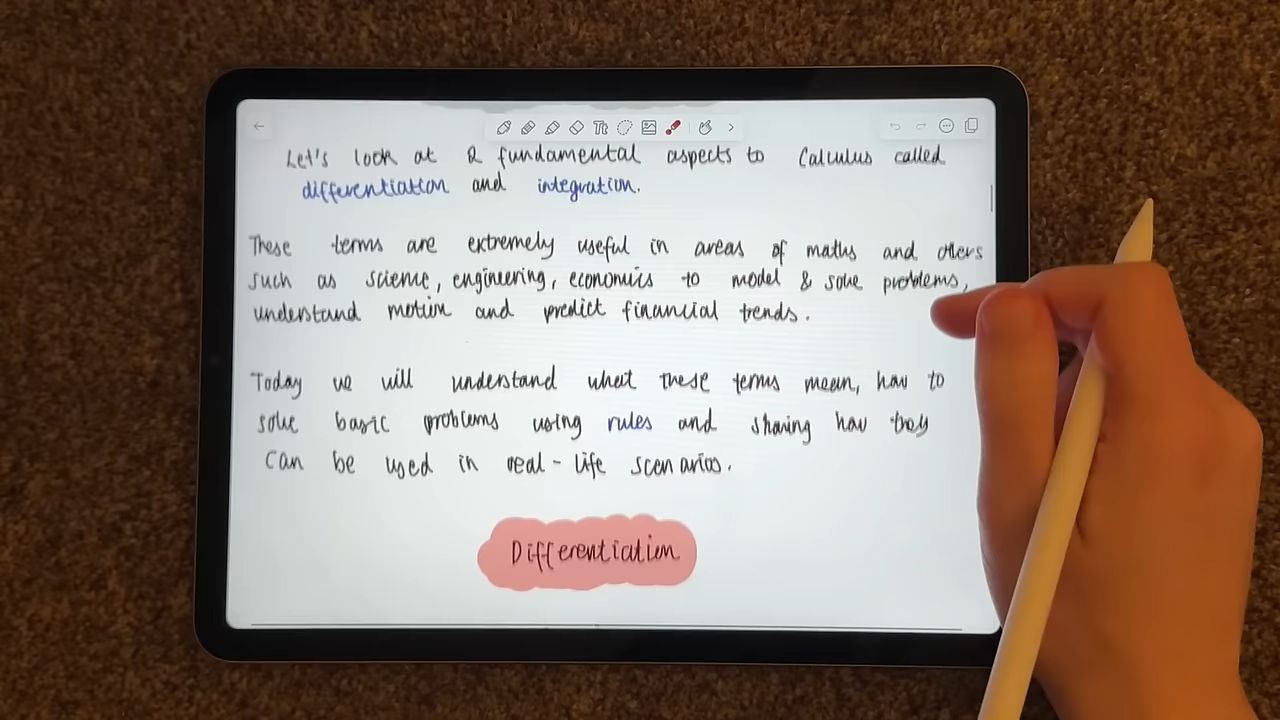 Let's look at 2 fundamental aspects to Calculus called
differentiation and integration.
These terms are extremely useful in areas of maths and others
such as science, engineering, economics to model & solve problems,
understand motion and predict financial trends.
Today we will understand what these terms mean, how to
solve basic problems using rules and sharing how they
can be used in real-life scenarios.
Differentiation